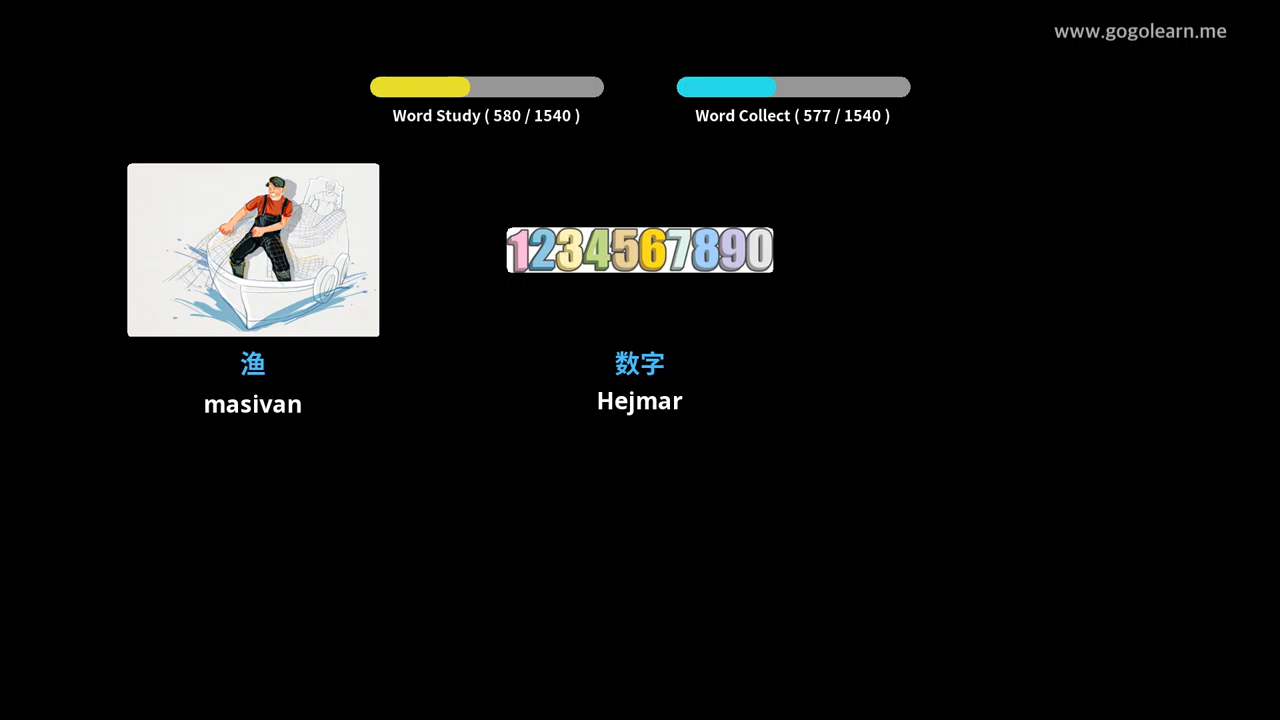 www.gogolearn.me
Word Study ( 580 / 1540 )
Word Collect ( 577 / 1540 )
1234567890
渔
masivan
数字
Hejmar